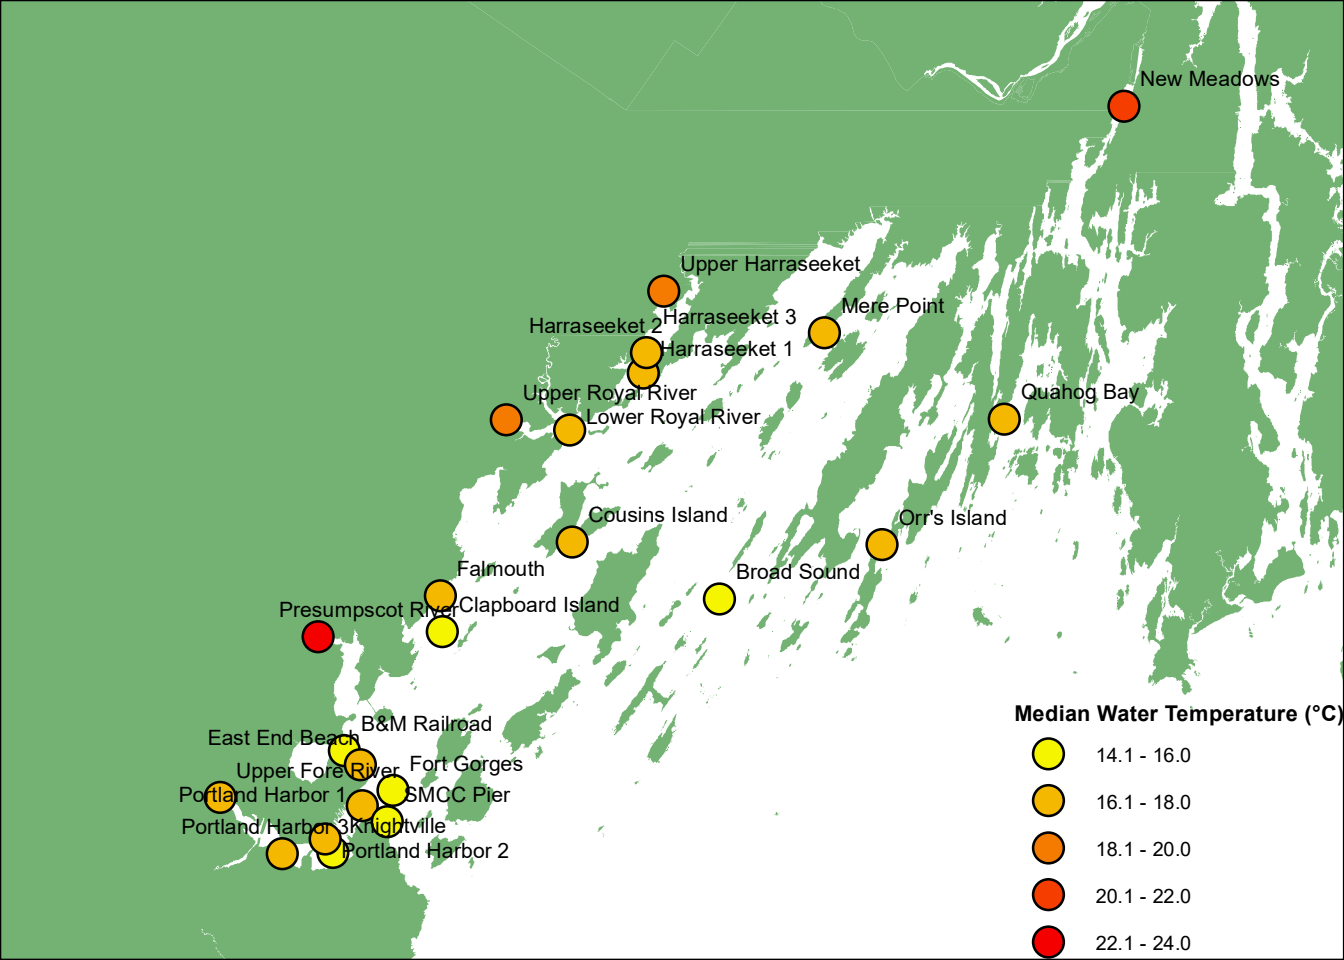 New Meadows
Upper Harraseeket
Mere Point
Harraseeket 3
Harraseeket 2
Harraseeket 1
Upper Royal River
Quahog Bay
Lower Royal River
Cousins Island
Orr's Island
Falmouth
Broad Sound
Clapboard Island
Presumpscot River
B&M Railroad
East End Beach
Fort Gorges
Upper Fore River
Portland Harbor 1
SMCC Pier
Portland Harbor 3
Knightville
Portland Harbor 2
Median Water Temperature (°C)
14.1 - 16.0
16.1 - 18.0
18.1 - 20.0
20.1 - 22.0
22.1 - 24.0